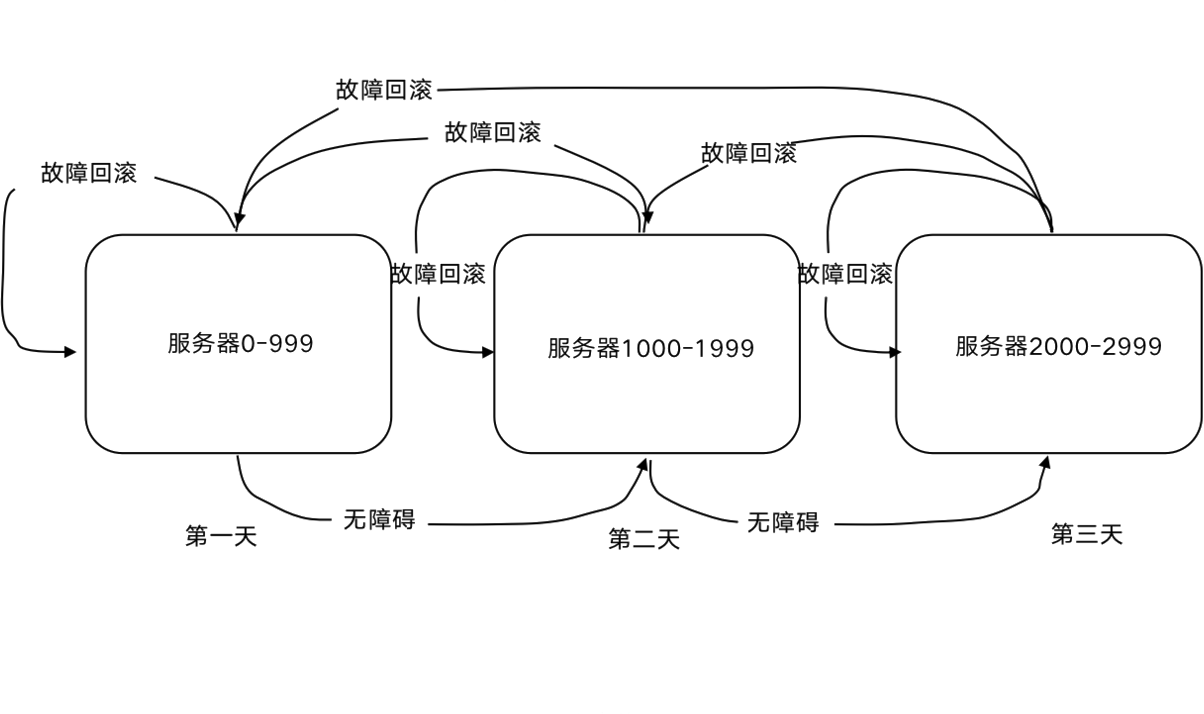 故障回滚
故障回滚
故障回滚
故障回滚
故障回滚
故障回滚
服务器0-999
服务器1000-1999
服务器2000-2999
无障碍
无障碍
第一天
第二天
第三天